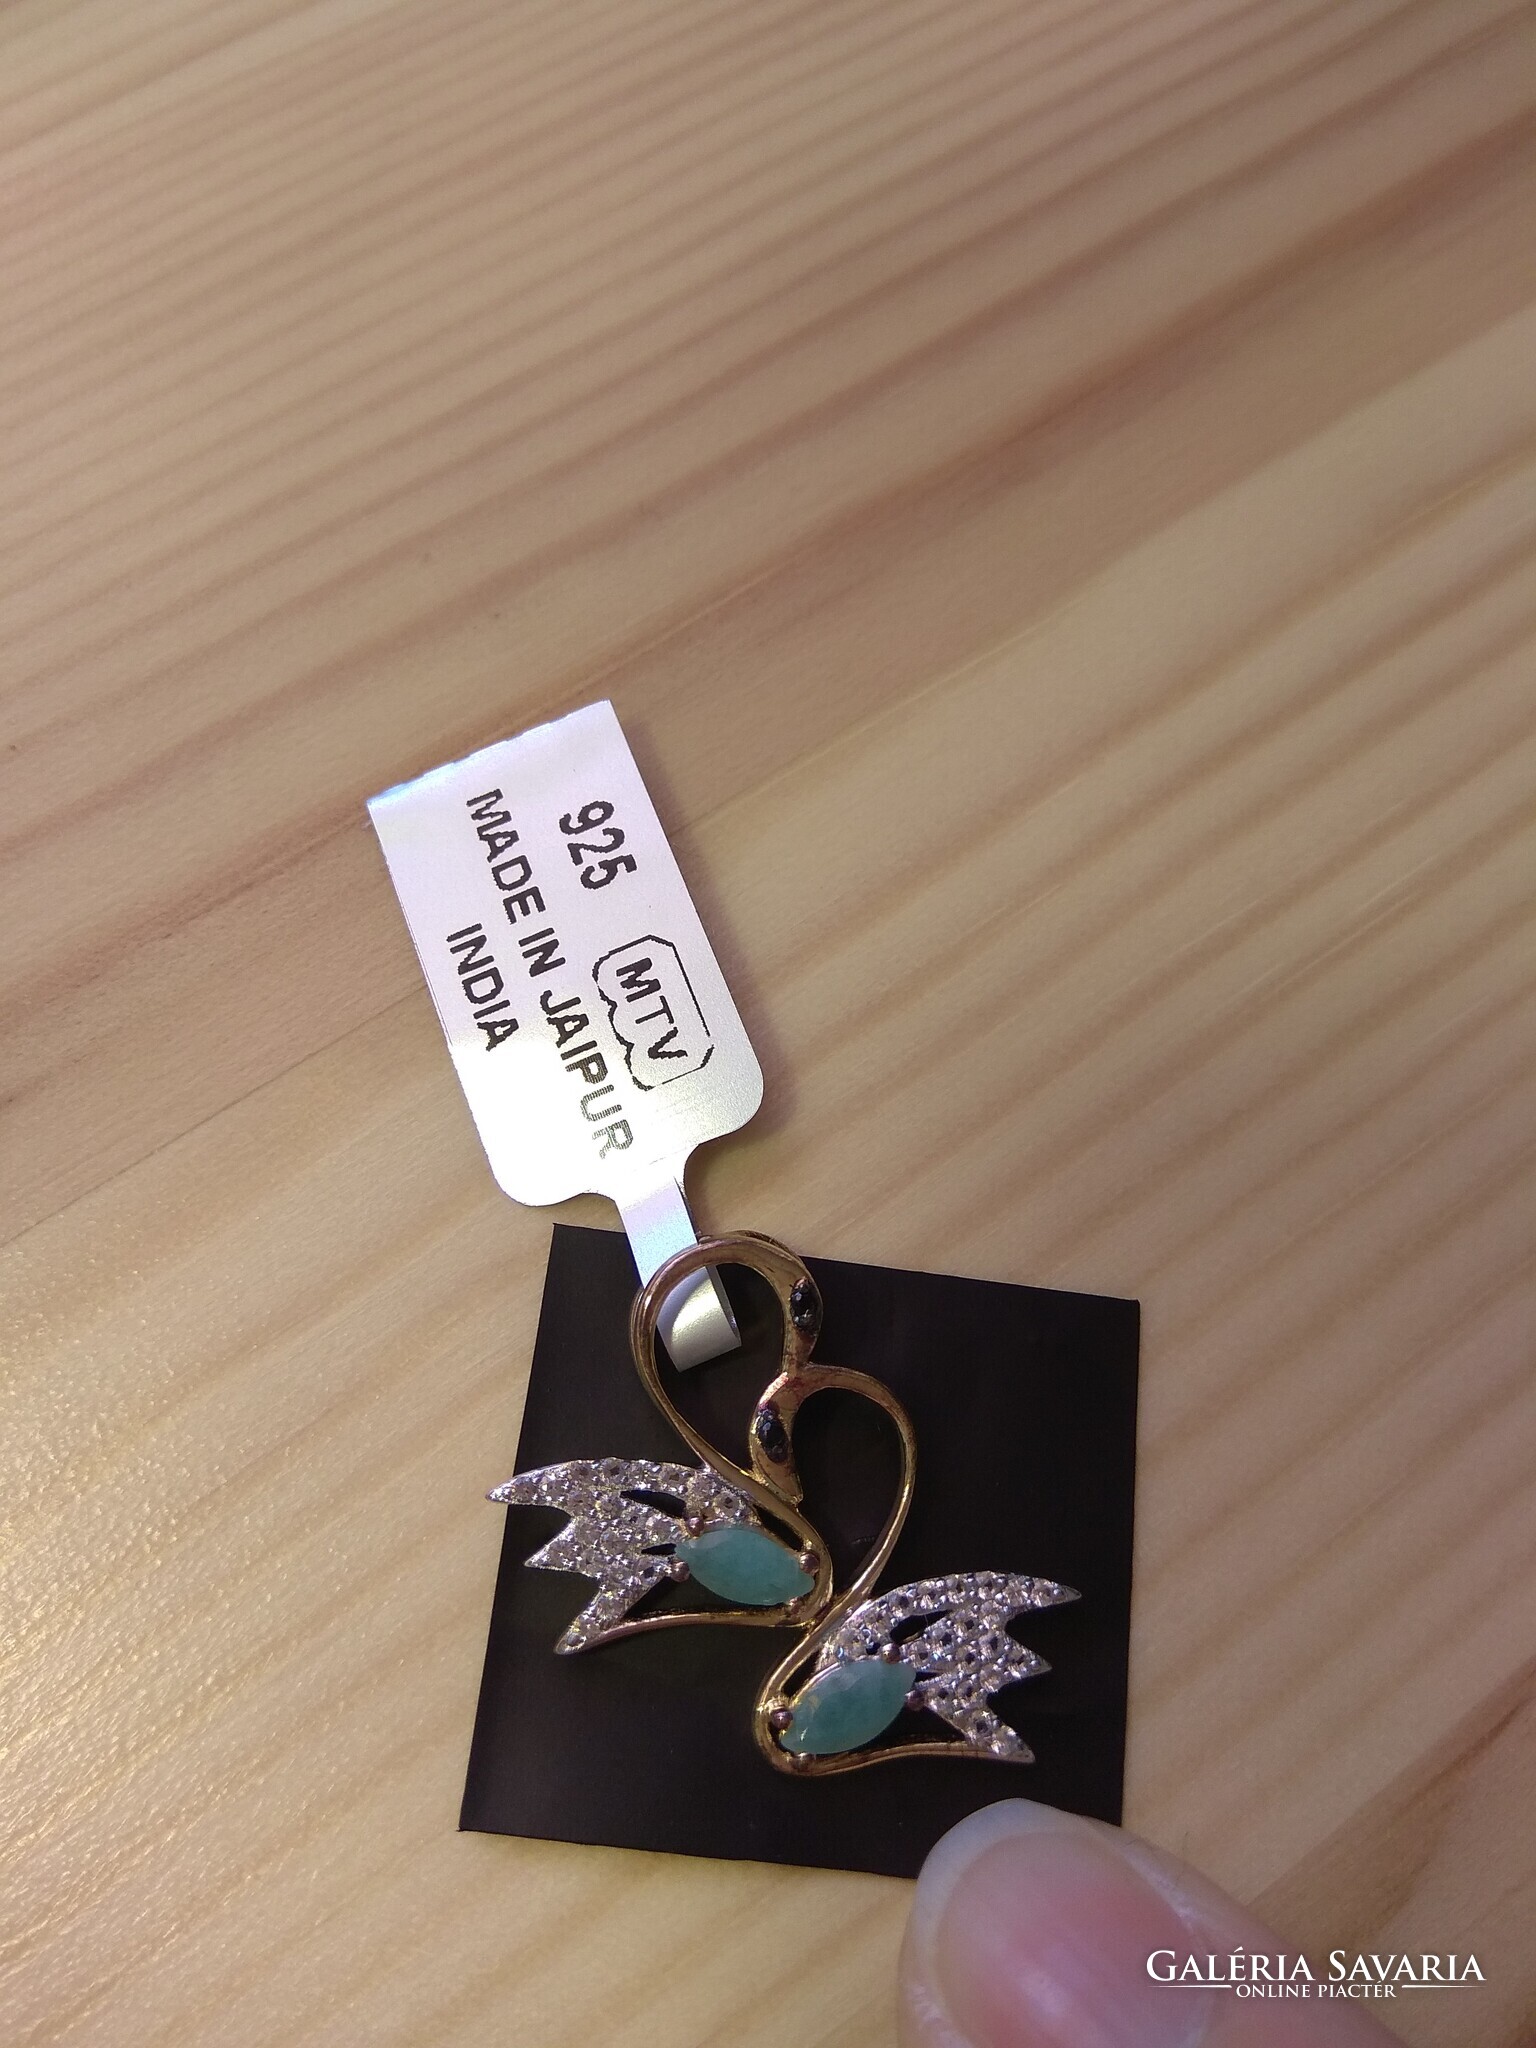 925 MTV
MADE IN JAIPUR
INDIA
GALÉRIA SAVARIA
ONLINE PIACTÉR